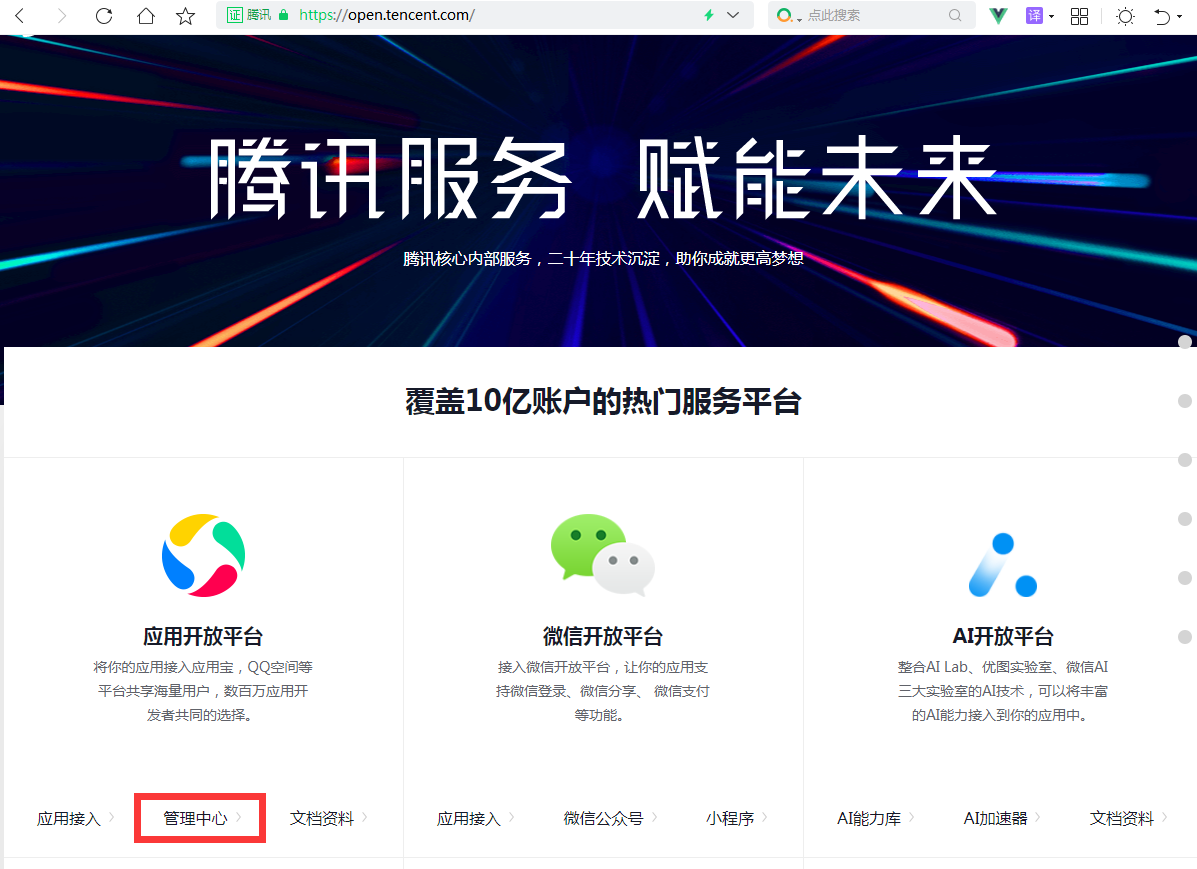 证 腾讯 https://open.tencent.com/ 点此搜索 译
腾讯服务 赋能未来
腾讯核心内部服务，二十年技术沉淀，助你成就更高梦想
覆盖10亿账户的热门服务平台
应用开放平台
将你的应用接入应用宝，QQ空间等
平台共享海量用户，数百万应用开
发者共同的选择。
应用接入 管理中心 文档资料
微信开放平台
接入微信开放平台，让你的应用支
持微信登录、微信分享、 微信支付
等功能。
应用接入 微信公众号 小程序
AI开放平台
整合AI Lab、优图实验室、微信AI
三大实验室的AI技术，可以将丰富
的AI能力接入到你的应用中。
AI能力库 AI加速器 文档资料